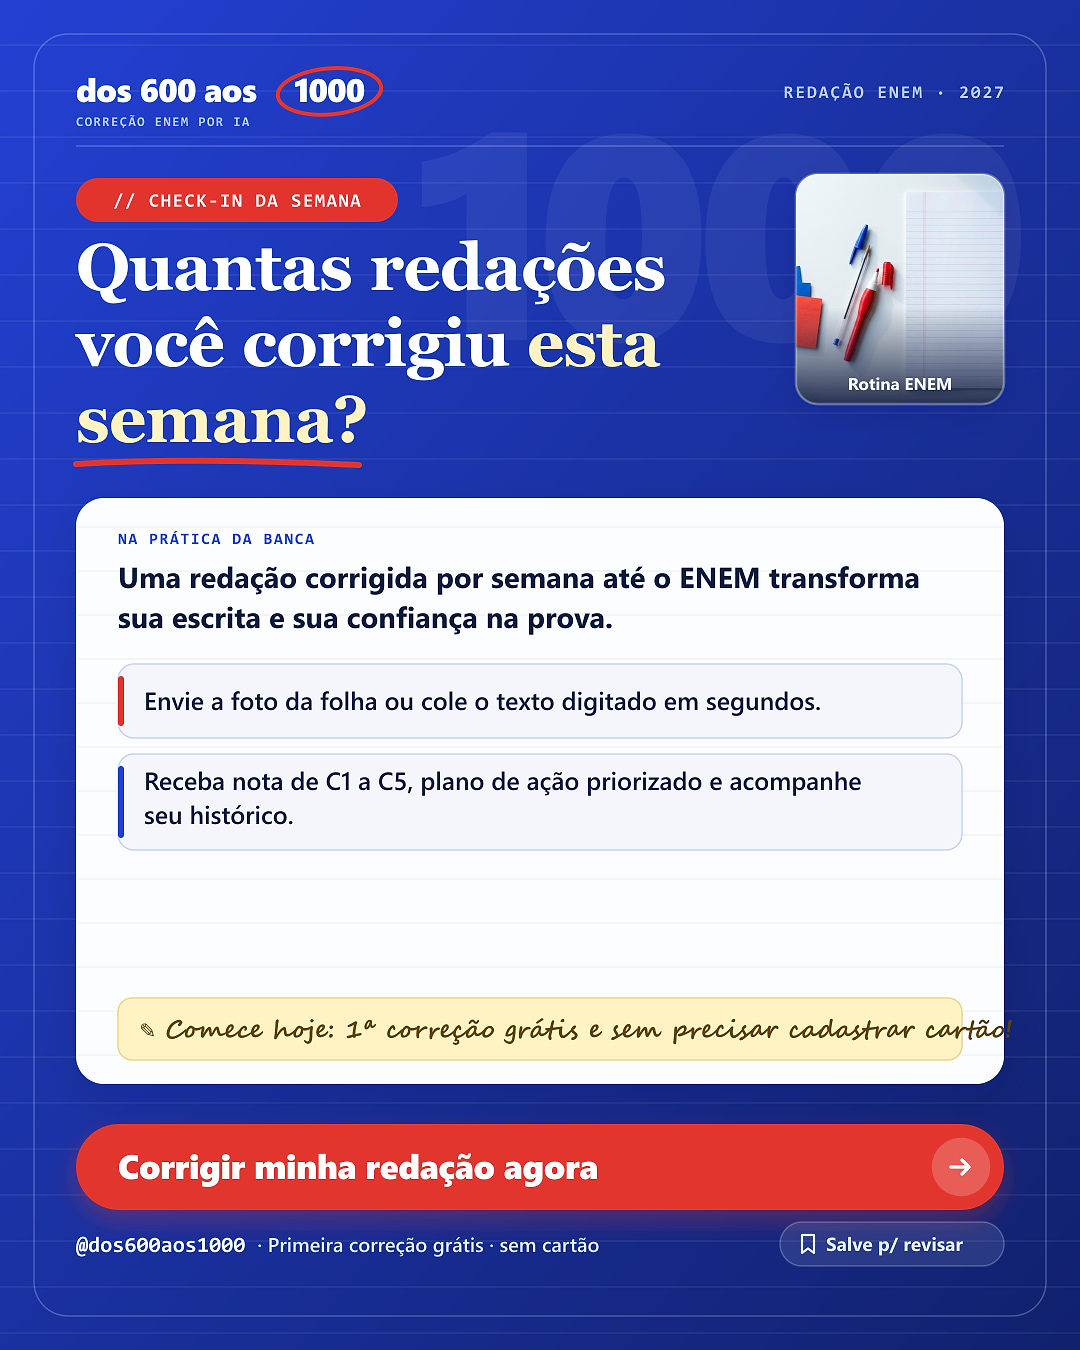 dos 600 aos 1000
CORREÇÃO ENEM POR IA
REDAÇÃO ENEM · 2027
1000
// CHECK-IN DA SEMANA
Quantas redações
você corrigiu esta
semana?
Rotina ENEM
NA PRÁTICA DA BANCA
Uma redação corrigida por semana até o ENEM transforma
sua escrita e sua confiança na prova.
Envie a foto da folha ou cole o texto digitado em segundos.
Receba nota de C1 a C5, plano de ação priorizado e acompanhe
seu histórico.
✎ Comece hoje: 1ª correção grátis e sem precisar cadastrar cartão!
Corrigir minha redação agora →
@dos600aos1000 · Primeira correção grátis · sem cartão
Salve p/ revisar